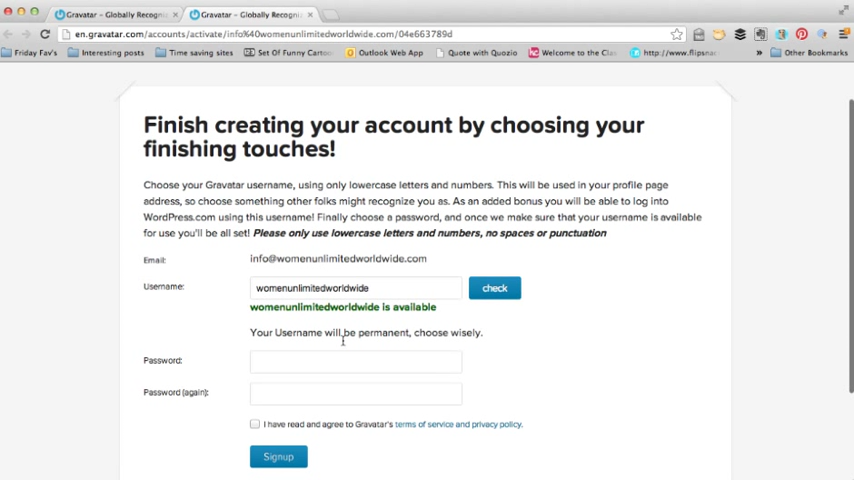 Gravatar - Globally Recogniz
Gravatar - Globally Recogniz
en.gravatar.com/accounts/activate/info%40womenunlimitedworldwide.com/04e663789d
Friday Fav's
Interesting posts
Time saving sites
Set Of Funny Cartoo
Outlook Web App
Quote with Quozio
Welcome to the Clas
http://www.flipsna
»
Other Bookmarks
Finish creating your account by choosing your
finishing touches!
Choose your Gravatar username, using only lowercase letters and numbers. This will be used in your profile page
address, so choose something other folks might recognize you as. As an added bonus you will be able to log into
WordPress.com using this username! Finally choose a password, and once we make sure that your username is available
for use you'll be all set! Please only use lowercase letters and numbers, no spaces or punctuation
Email: info@womenunlimitedworldwide.com
Username: womenunlimitedworldwide check
womenunlimitedworldwide is available
Your Username will be permanent, choose wisely.
Password:
Password (again):
I have read and agree to Gravatar's terms of service and privacy policy.
Signup